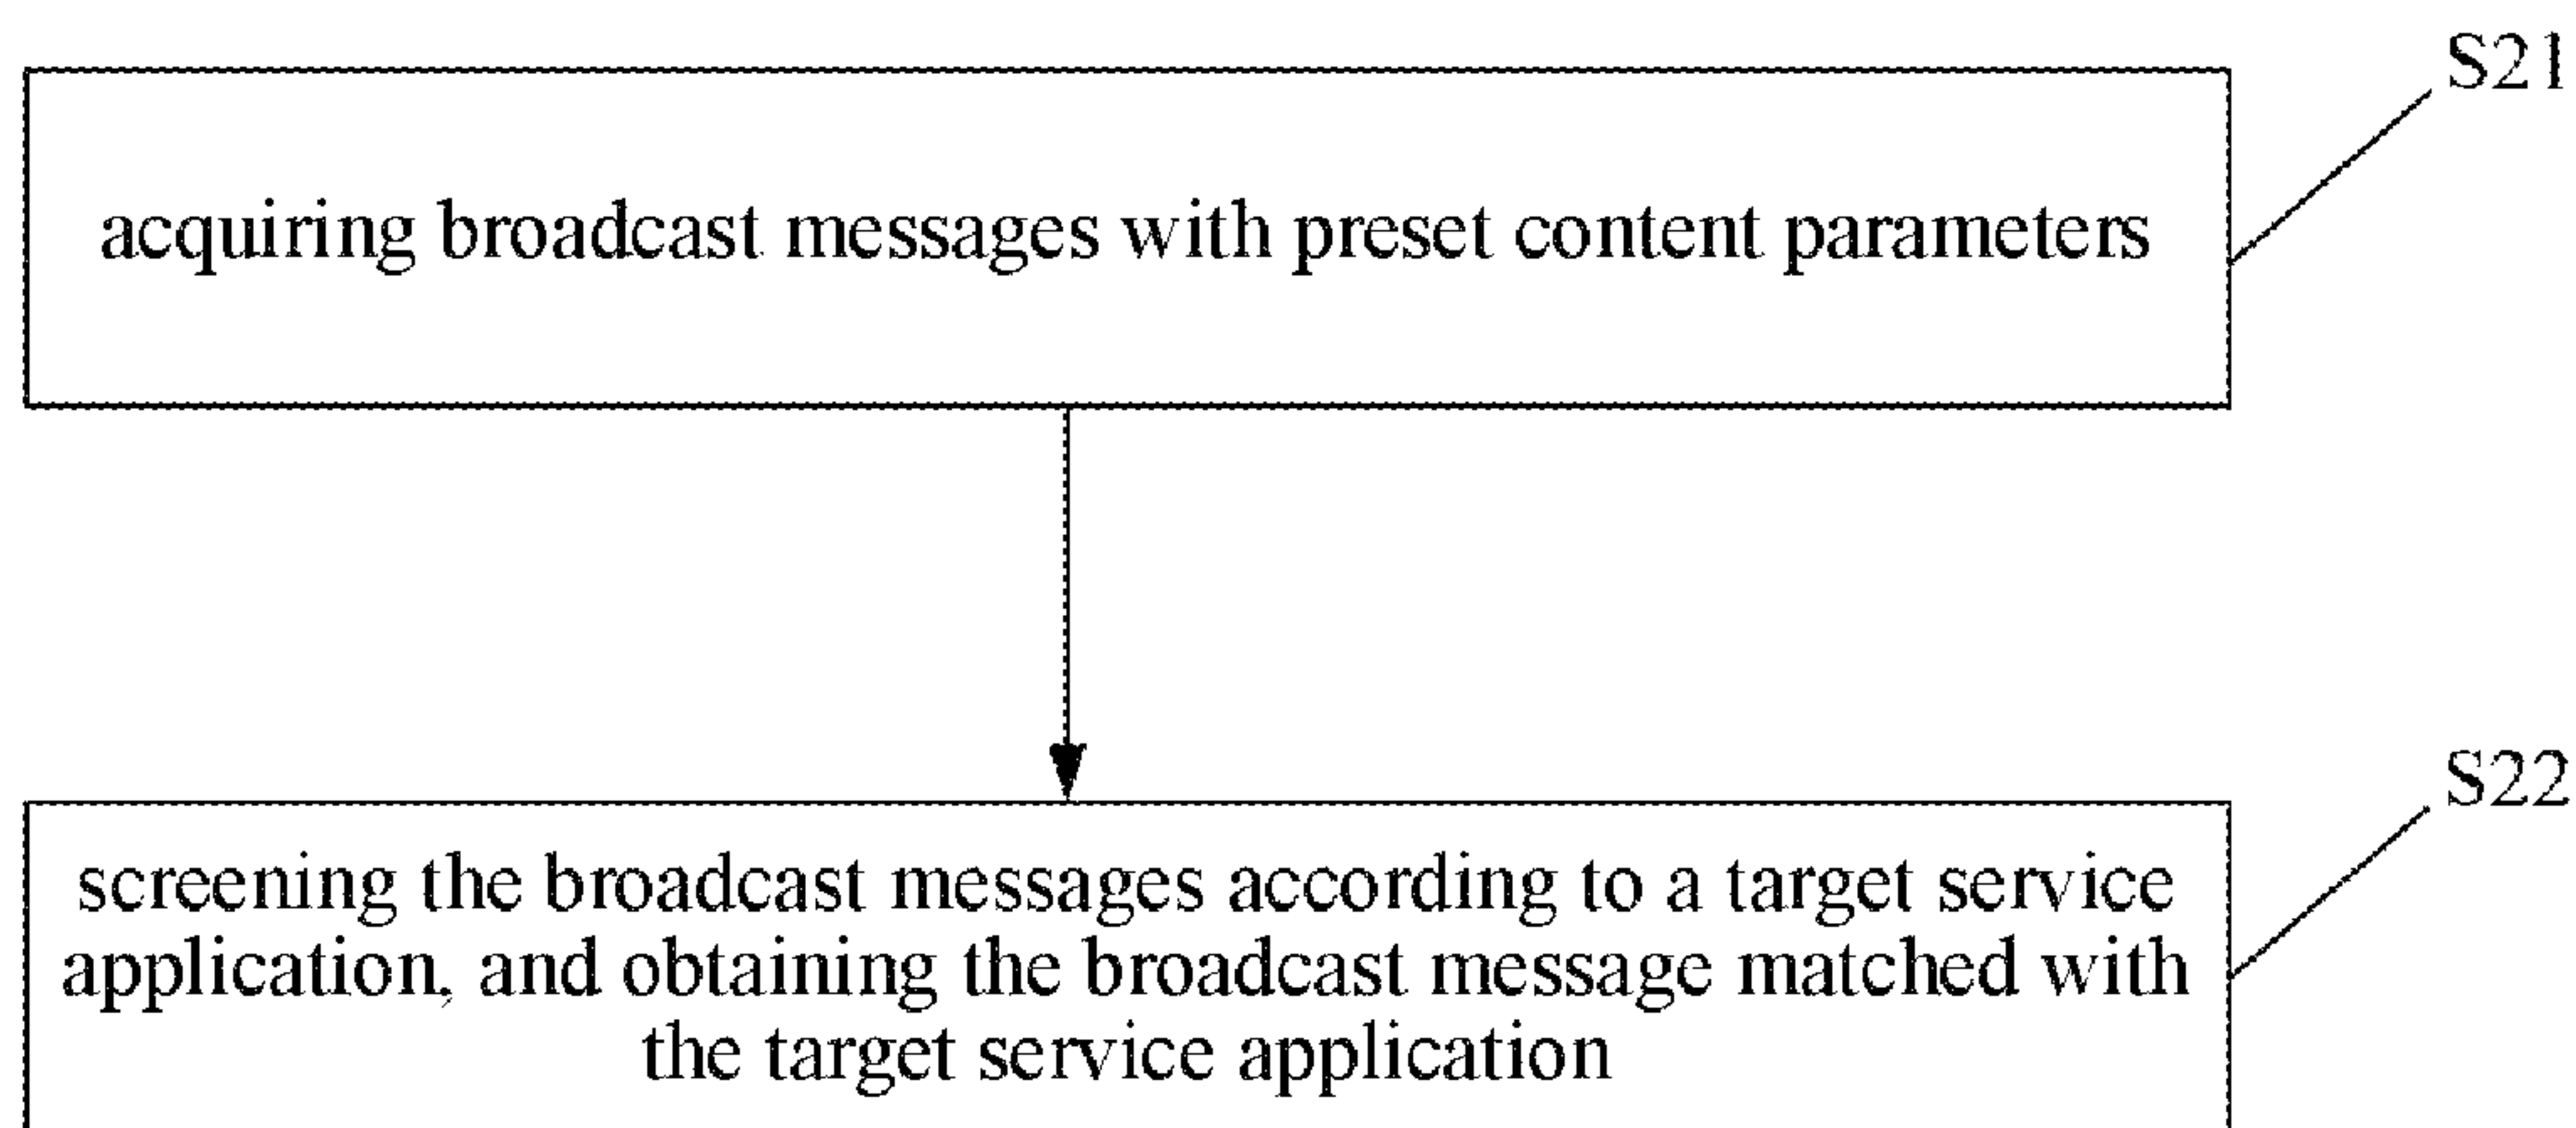 S21
acquiring broadcast messages with preset content parameters
S22
screening the broadcast messages according to a target service
application, and obtaining the broadcast message matched with
the target service application